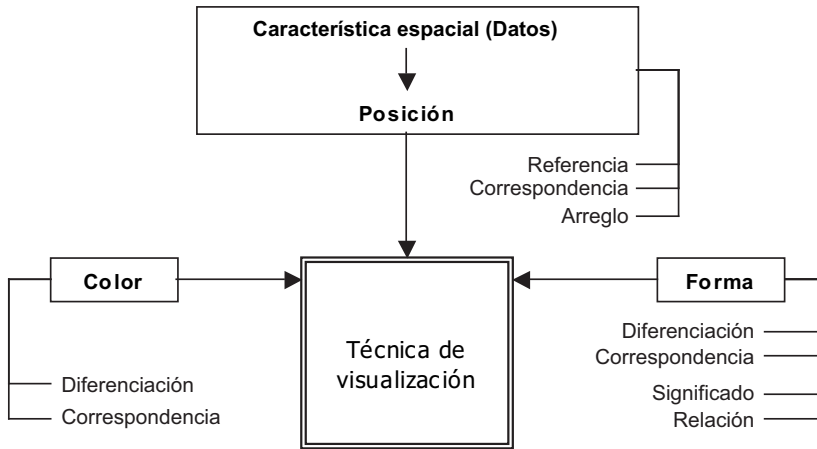 Característica espacial (Datos)
Posición
Referencia
Correspondencia
Arreglo
Color
Forma
Técnica de
visualización
Diferenciación
Correspondencia
Diferenciación
Correspondencia
Significado
Relación